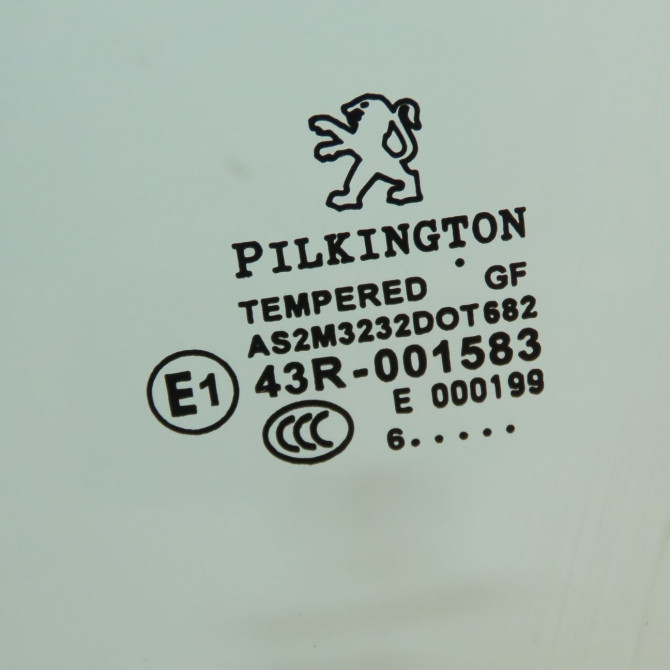 PILKINGTON
TEMPERED GF
AS2M3232DOT682
E1 43R-001583
CCC E 000199
6.....